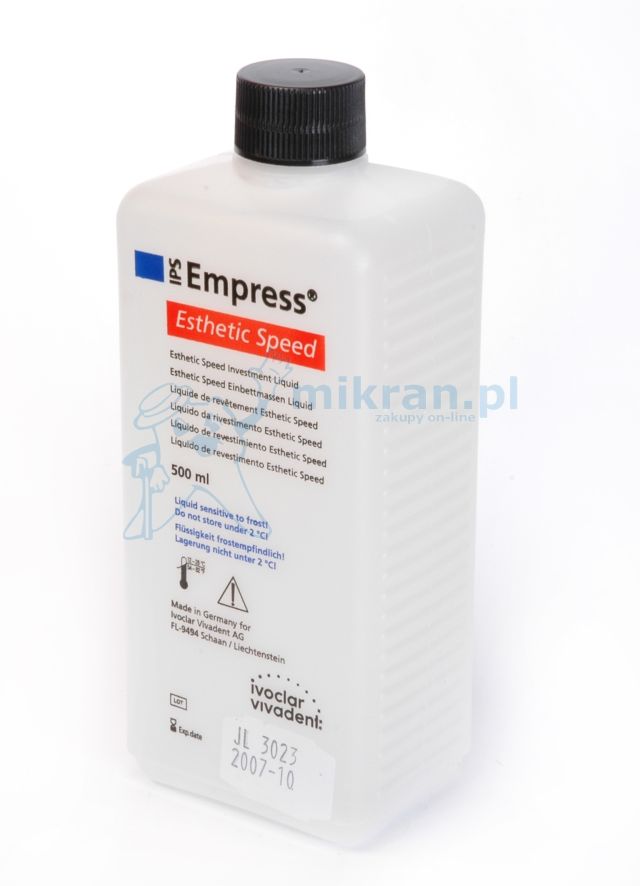 IPS Empress®
Esthetic Speed
Esthetic Speed Investment Liquid
Esthetic Speed Einbettmassen Liquid
Liquide de revêtement Esthetic Speed
Liquido da rivestimento Esthetic Speed
Líquido de revestimiento Esthetic Speed
Líquido de revestimento Esthetic Speed
500 ml
mikran.pl
zakupy on-line
Liquid sensitive to frost!
Do not store under 2 °C!
Flüssigkeit frostempfindlich!
Lagerung nicht unter 2 °C!
Made in Germany for
Ivoclar Vivadent AG
FL-9494 Schaan / Liechtenstein
ivoclar
vivadent:
LOT
Exp.date
JL 3023
2007-10